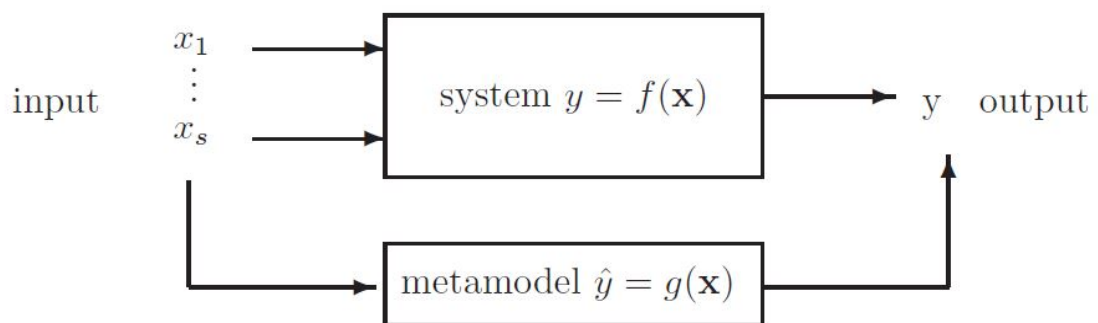 x₁
⋮
input
xₛ
system y = f(𝐱)
y output
metamodel ŷ = g(𝐱)